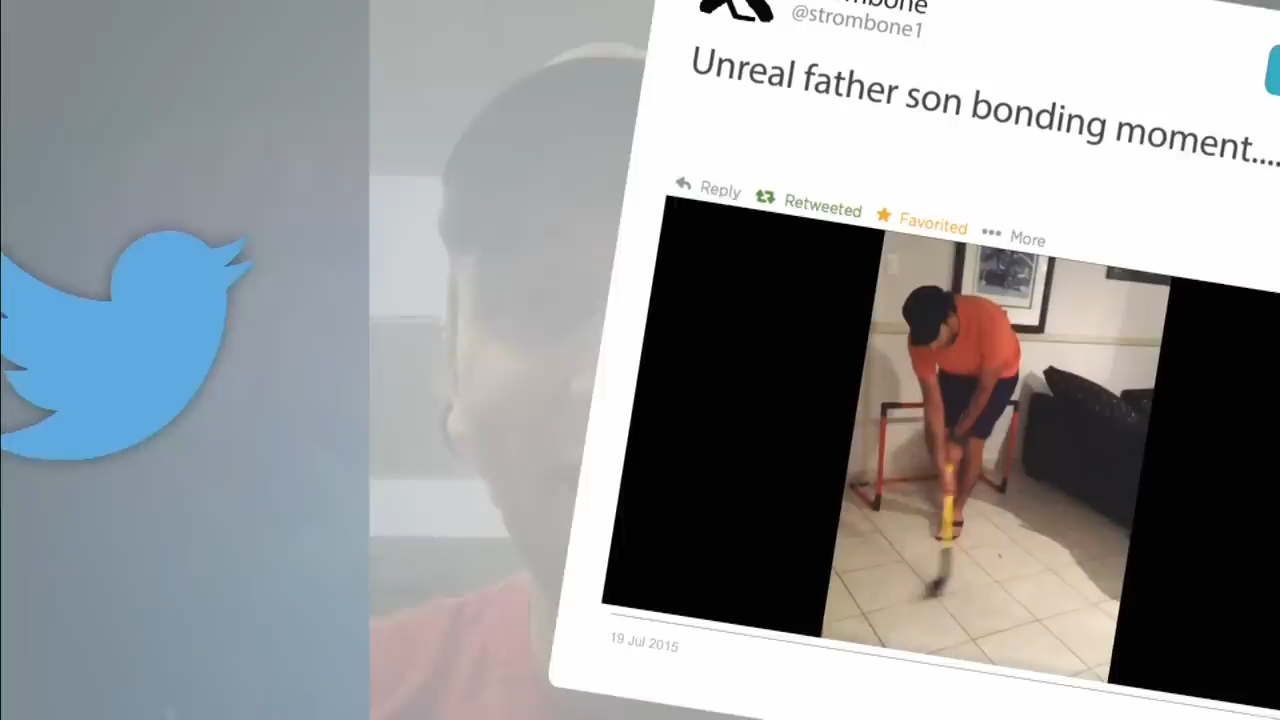 @strombone1
Unreal father son bonding moment....
Reply Retweeted Favorited More
19 Jul 2015